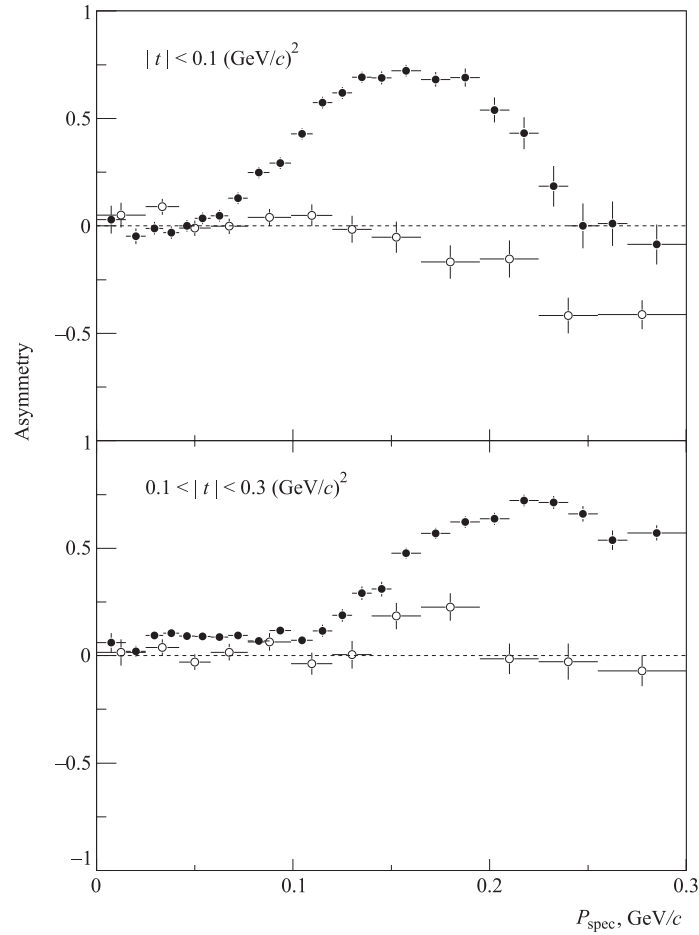 1
| t | < 0.1 (GeV/c)²
0.5
0
–0.5
Asymmetry
1
0.1 < | t | < 0.3 (GeV/c)²
0.5
0
–0.5
–1
0 0.1 0.2 0.3
Pspec, GeV/c